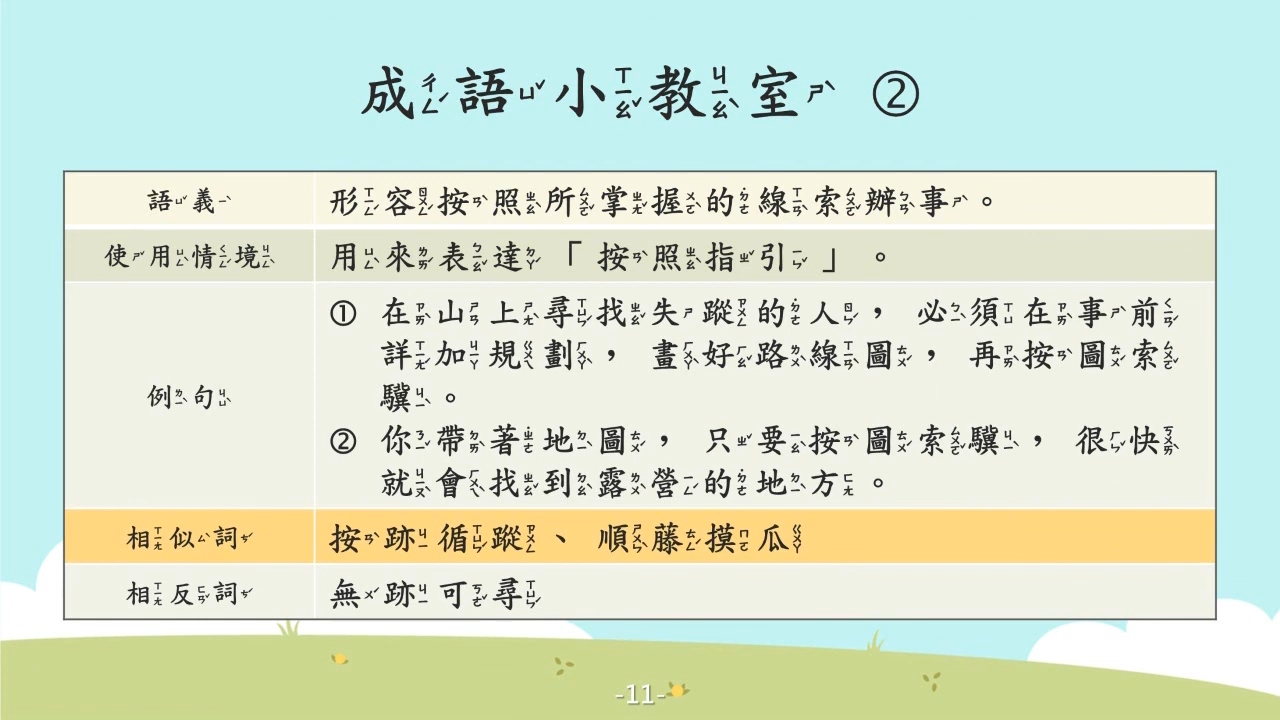 成語小教室 ②
語義 形容按照所掌握的線索辦事。
使用情境 用來表達「按照指引」。
例句
① 在山上尋找失蹤的人，必須在事前
詳加規劃，畫好路線圖，再按圖索
驥。
② 你帶著地圖，只要按圖索驥，很快
就會找到露營的地方。
相似詞 按跡循蹤、順藤摸瓜
相反詞 無跡可尋
-11-